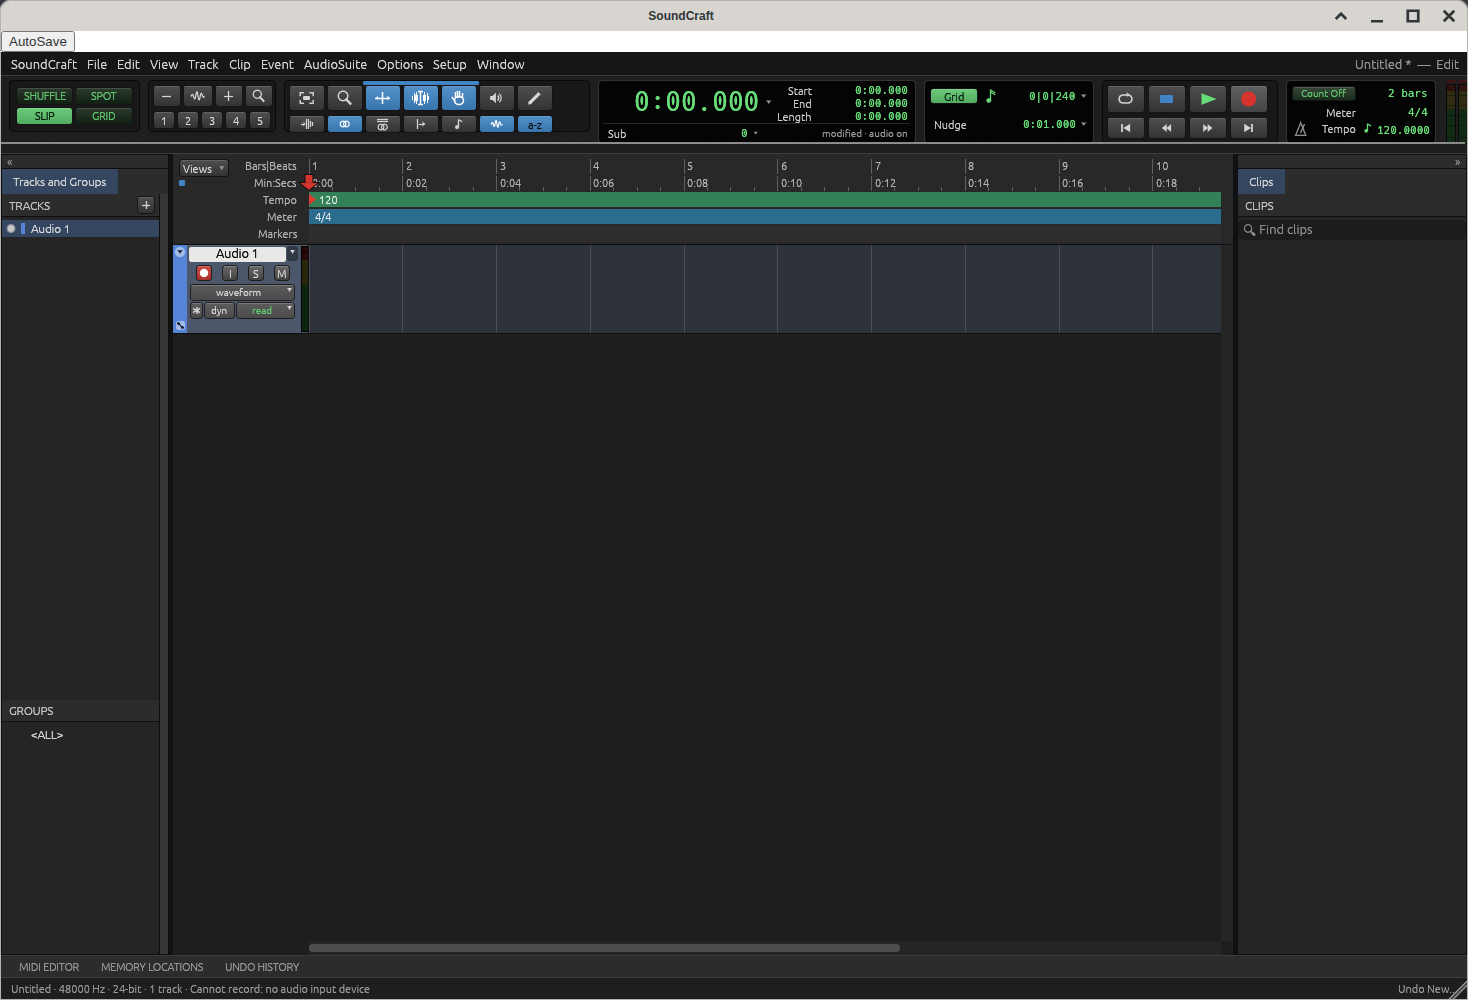 SoundCraft
AutoSave
SoundCraft File Edit View Track Clip Event AudioSuite Options Setup Window
Untitled * — Edit
SHUFFLE SPOT
SLIP GRID
1 2 3 4 5
a-z
0:00.000
Start 0:00.000
End 0:00.000
Length 0:00.000
Sub 0
modified · audio on
Grid 0|0|240
Nudge 0:01.000
Count Off 2 bars
Meter 4/4
Tempo 120.0000
«
Tracks and Groups
TRACKS +
Audio 1
GROUPS
<ALL>
Views
Bars|Beats 1 2 3 4 5 6 7 8 9 10
Min:Secs 0:00 0:02 0:04 0:06 0:08 0:10 0:12 0:14 0:16 0:18
Tempo 120
Meter 4/4
Markers
Audio 1
I S M
waveform
dyn read
»
Clips
CLIPS
Find clips
MIDI EDITOR MEMORY LOCATIONS UNDO HISTORY
Untitled · 48000 Hz · 24-bit · 1 track · Cannot record: no audio input device
Undo New...